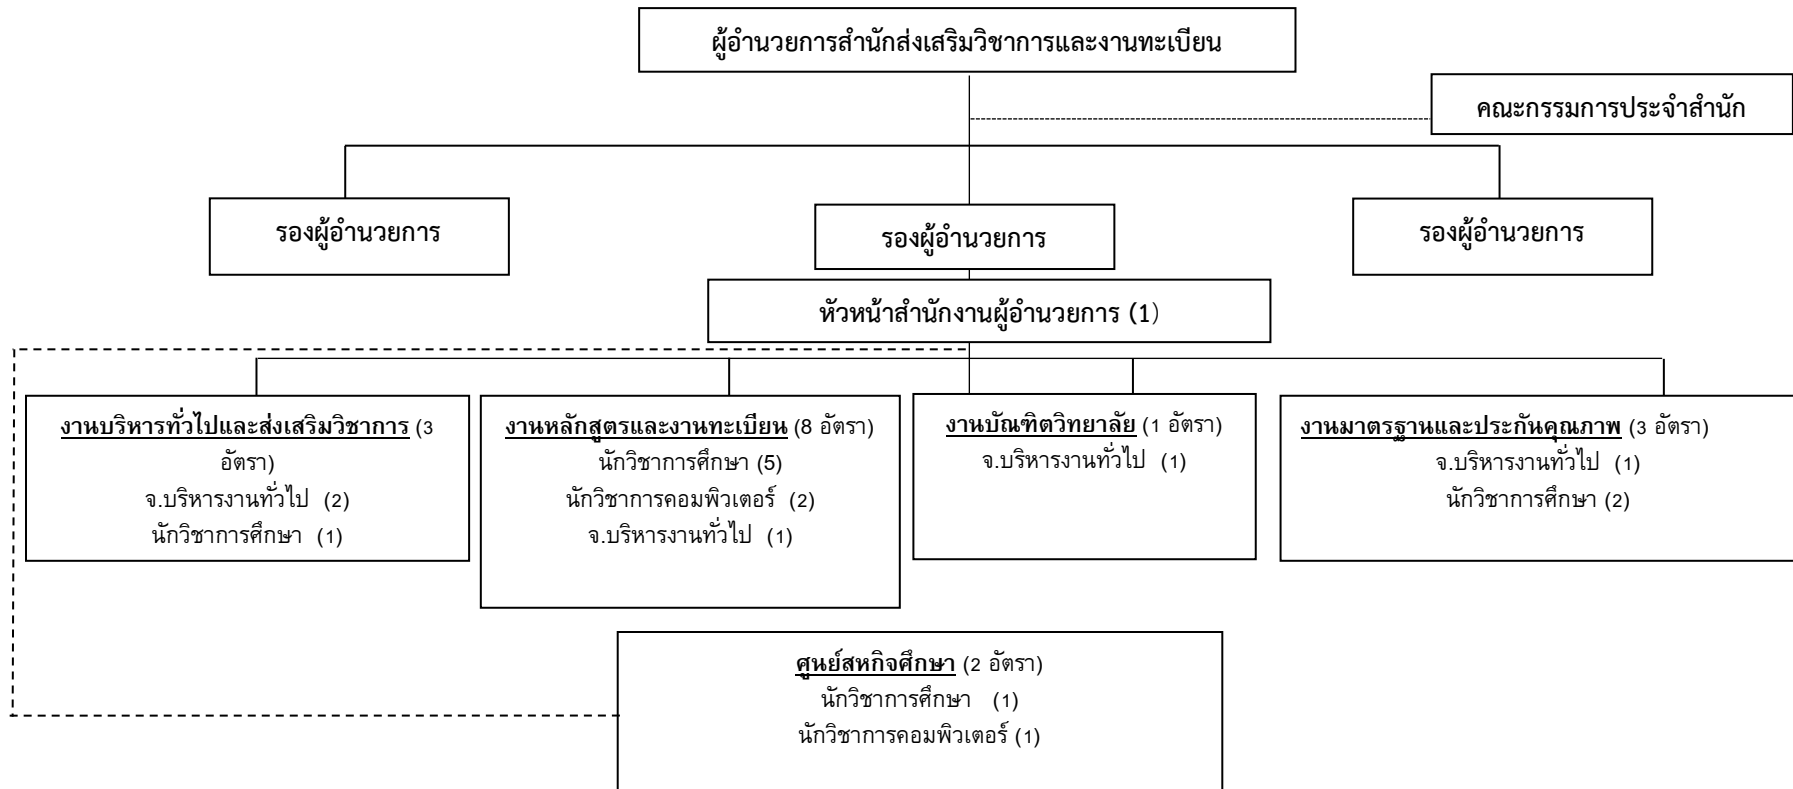 ผู้อำนวยการสำนักส่งเสริมวิชาการและงานทะเบียน
คณะกรรมการประจำสำนัก
รองผู้อำนวยการ
รองผู้อำนวยการ
รองผู้อำนวยการ
หัวหน้าสำนักงานผู้อำนวยการ (1)
งานบริหารทั่วไปและส่งเสริมวิชาการ (3
อัตรา)
จ.บริหารงานทั่วไป (2)
นักวิชาการศึกษา (1)
งานหลักสูตรและงานทะเบียน (8 อัตรา)
นักวิชาการศึกษา (5)
นักวิชาการคอมพิวเตอร์ (2)
จ.บริหารงานทั่วไป (1)
งานบัณฑิตวิทยาลัย (1 อัตรา)
จ.บริหารงานทั่วไป (1)
งานมาตรฐานและประกันคุณภาพ (3 อัตรา)
จ.บริหารงานทั่วไป (1)
นักวิชาการศึกษา (2)
ศูนย์สหกิจศึกษา (2 อัตรา)
นักวิชาการศึกษา (1)
นักวิชาการคอมพิวเตอร์ (1)